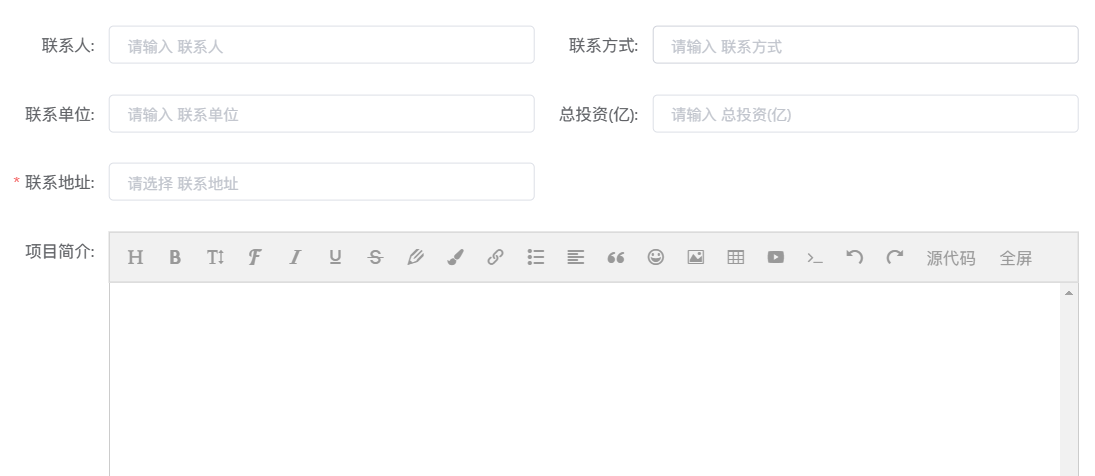 联系人: 请输入 联系人 联系方式: 请输入 联系方式
联系单位: 请输入 联系单位 总投资(亿): 请输入 总投资(亿)
* 联系地址: 请选择 联系地址
项目简介: H B T F I U S 源代码 全屏